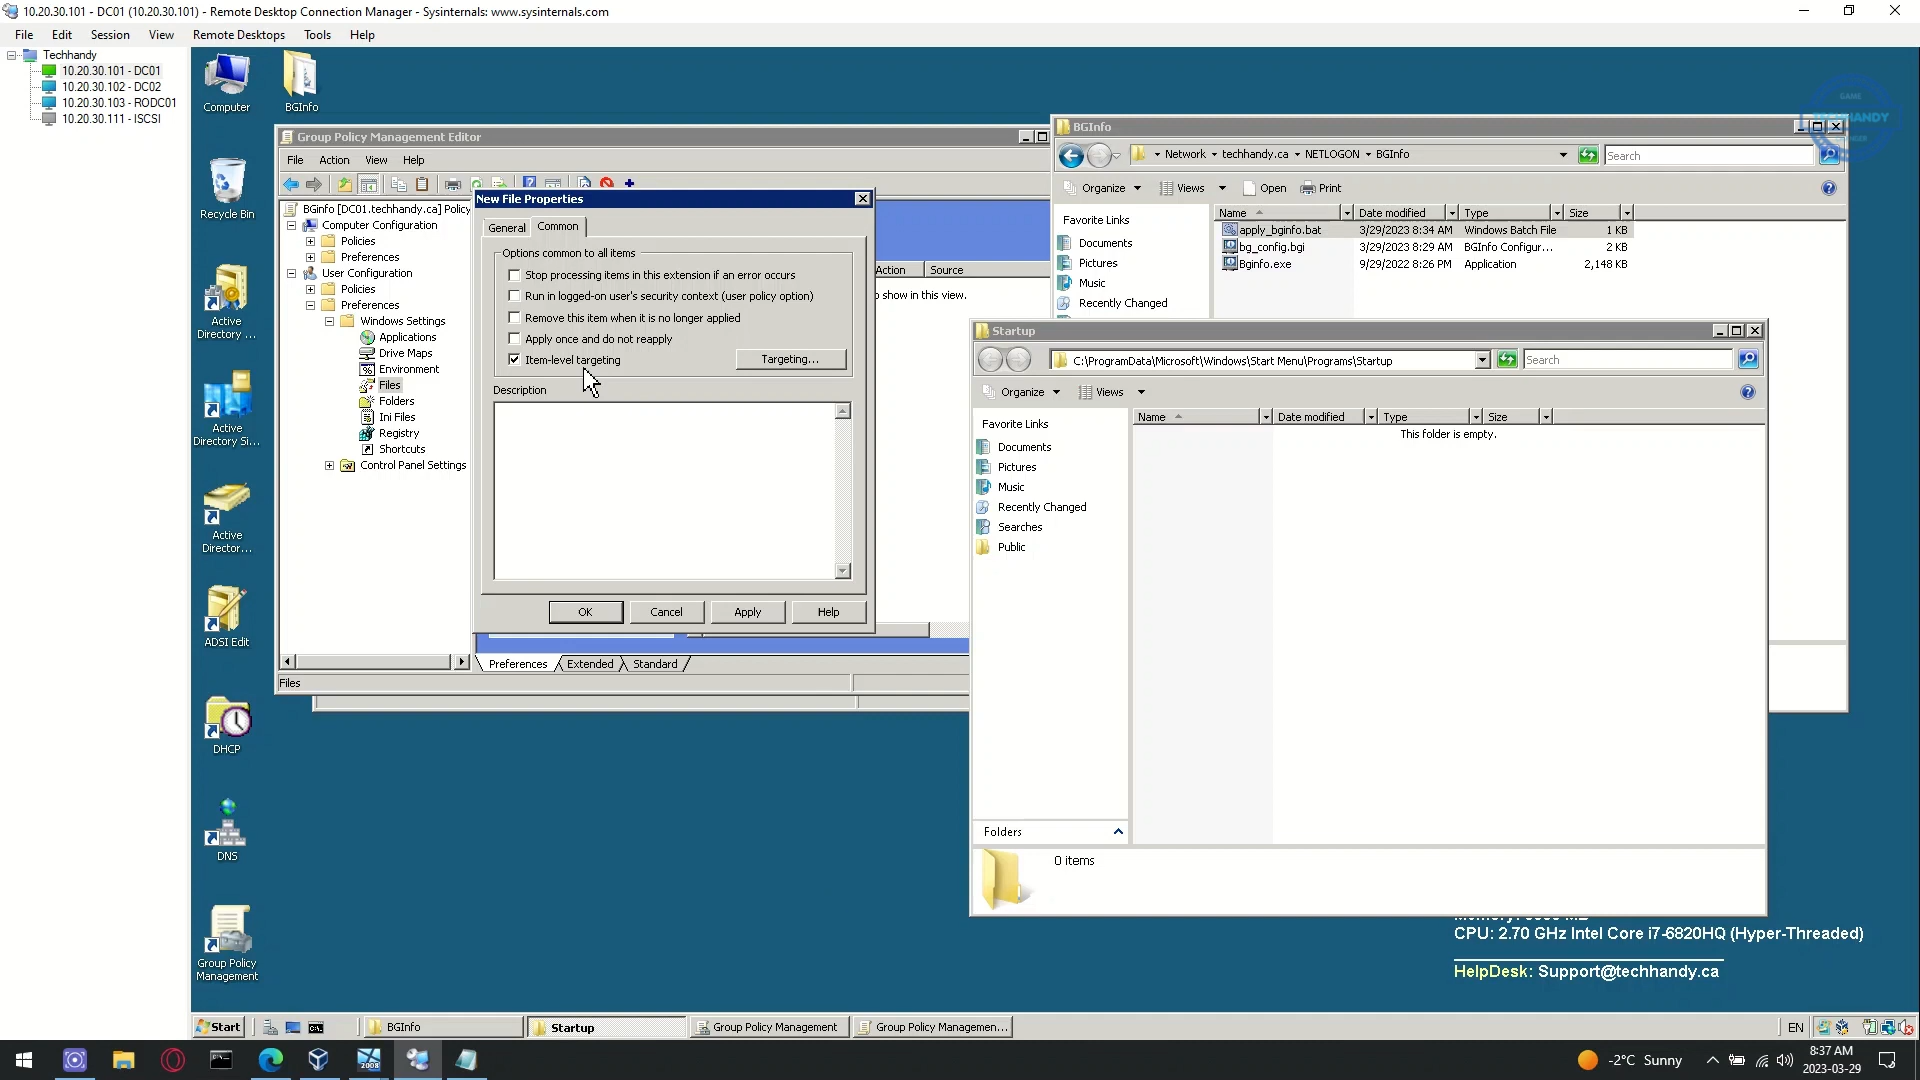 10.20.30.101 - DC01 (10.20.30.101) - Remote Desktop Connection Manager - Sysinternals: www.sysinternals.com
File Edit Session View Remote Desktops Tools Help
Techhandy
10.20.30.101 - DC01
10.20.30.102 - DC02
10.20.30.103 - RODC01
10.20.30.111 - ISCSI
Computer
BGInfo
Recycle Bin
Active
Directory ...
Active
Directory Si...
Active
Director...
ADSI Edit
DHCP
DNS
Group Policy
Management
Group Policy Management Editor
File Action View Help
BGinfo [DC01.techhandy.ca] Policy
Computer Configuration
Policies
Preferences
User Configuration
Policies
Preferences
Windows Settings
Applications
Drive Maps
Environment
Files
Folders
Ini Files
Registry
Shortcuts
Control Panel Settings
Action Source
o show in this view.
Preferences Extended Standard
Files
New File Properties
General Common
Options common to all items
Stop processing items in this extension if an error occurs
Run in logged-on user's security context (user policy option)
Remove this item when it is no longer applied
Apply once and do not reapply
Item-level targeting
Targeting...
Description
OK Cancel Apply Help
BGInfo
Network techhandy.ca NETLOGON BGInfo
Search
Organize Views Open Print
Favorite Links
Documents
Pictures
Music
Recently Changed
Name Date modified Type Size
apply_bginfo.bat 3/29/2023 8:34 AM Windows Batch File 1 KB
bg_config.bgi 3/29/2023 8:29 AM BGInfo Configur... 2 KB
Bginfo.exe 9/29/2022 8:26 PM Application 2,148 KB
TECHHANDY
Startup
C:\ProgramData\Microsoft\Windows\Start Menu\Programs\Startup
Search
Organize Views
Favorite Links
Documents
Pictures
Music
Recently Changed
Searches
Public
Folders
Name Date modified Type Size
This folder is empty.
0 items
CPU: 2.70 GHz Intel Core i7-6820HQ (Hyper-Threaded)
HelpDesk: Support@techhandy.ca
Start
BGInfo
Startup
Group Policy Management
Group Policy Managemen...
EN
2008
-2°C Sunny
8:37 AM
2023-03-29